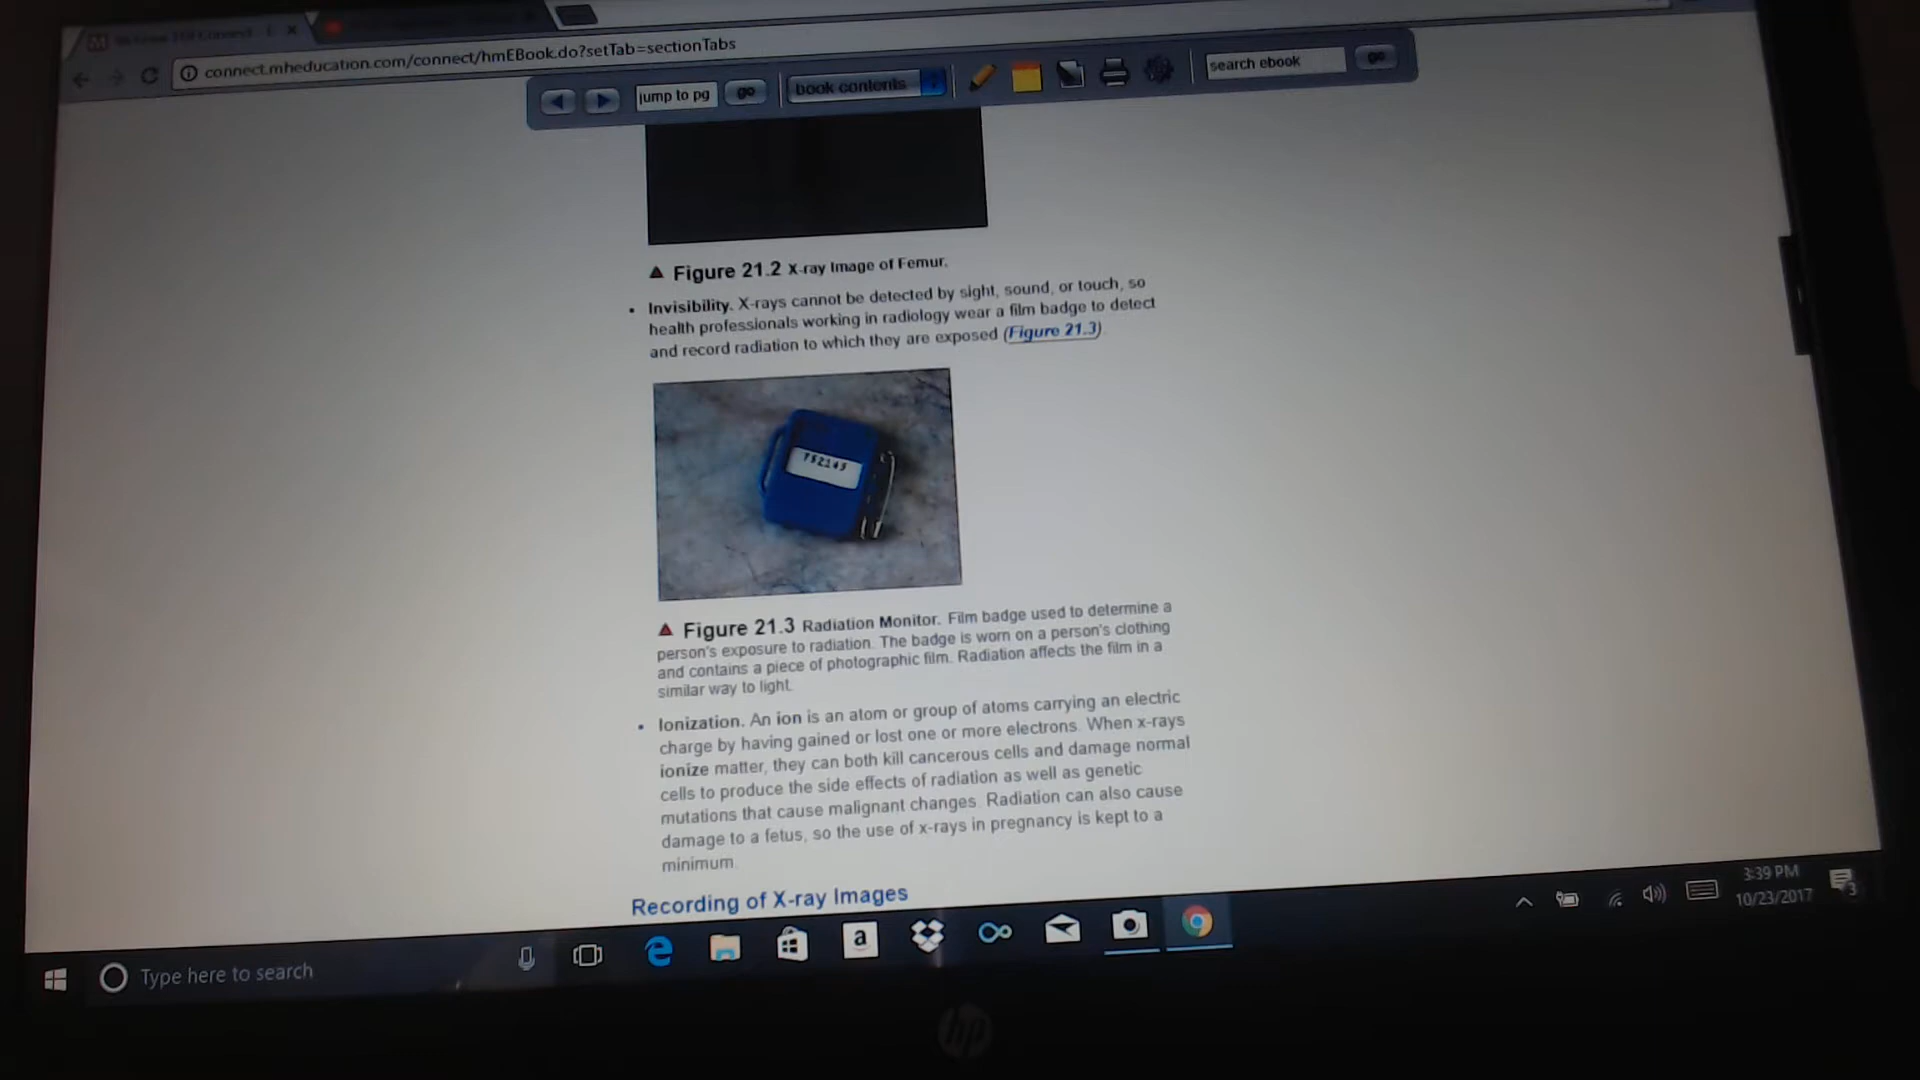 connect.mheducation.com/connect/hmEBook.do?setTab=sectionTabs
jump to pg go book contents search ebook go
Figure 21.2 X-ray Image of Femur.
• Invisibility. X-rays cannot be detected by sight, sound, or touch, so
health professionals working in radiology wear a film badge to detect
and record radiation to which they are exposed (Figure 21.3)
Figure 21.3 Radiation Monitor. Film badge used to determine a
person's exposure to radiation. The badge is worn on a person's clothing
and contains a piece of photographic film. Radiation affects the film in a
similar way to light.
• Ionization. An ion is an atom or group of atoms carrying an electric
charge by having gained or lost one or more electrons. When x-rays
ionize matter, they can both kill cancerous cells and damage normal
cells to produce the side effects of radiation as well as genetic
mutations that cause malignant changes. Radiation can also cause
damage to a fetus, so the use of x-rays in pregnancy is kept to a
minimum.
Recording of X-ray Images
Type here to search
a
3:39 PM
10/23/2017
3
hp